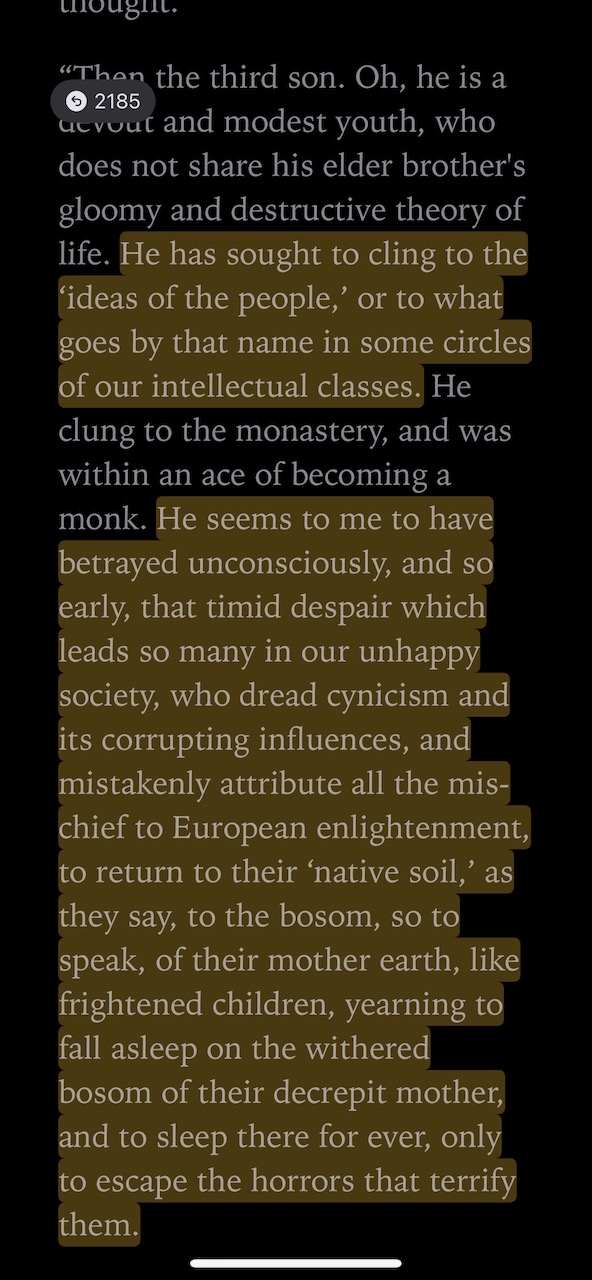 thought.
“Then the third son. Oh, he is a
2185
devout and modest youth, who
does not share his elder brother's
gloomy and destructive theory of
life. He has sought to cling to the
‘ideas of the people,’ or to what
goes by that name in some circles
of our intellectual classes. He
clung to the monastery, and was
within an ace of becoming a
monk. He seems to me to have
betrayed unconsciously, and so
early, that timid despair which
leads so many in our unhappy
society, who dread cynicism and
its corrupting influences, and
mistakenly attribute all the mis-
chief to European enlightenment,
to return to their ‘native soil,’ as
they say, to the bosom, so to
speak, of their mother earth, like
frightened children, yearning to
fall asleep on the withered
bosom of their decrepit mother,
and to sleep there for ever, only
to escape the horrors that terrify
them.